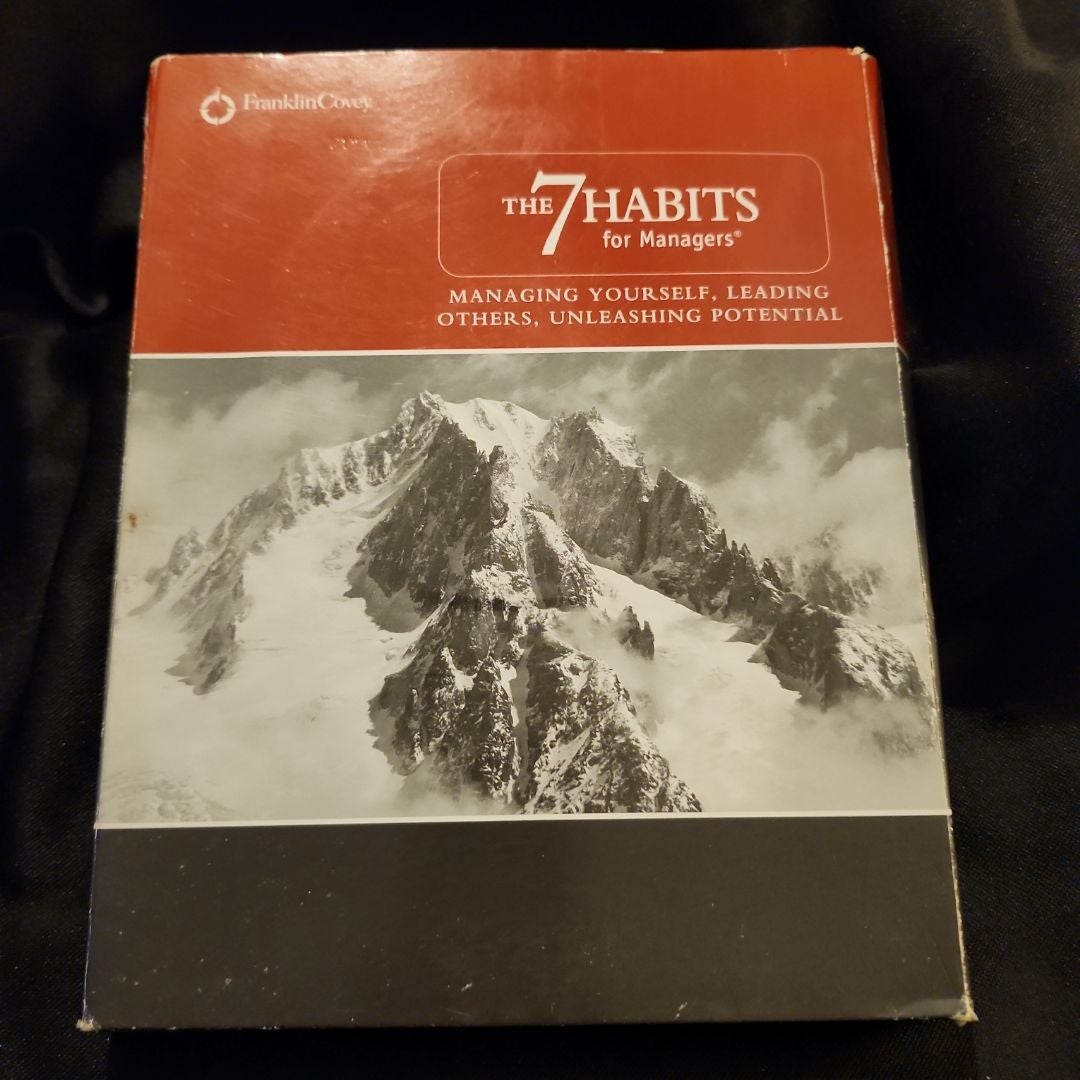 FranklinCovey
THE 7 HABITS
for Managers®
MANAGING YOURSELF, LEADING
OTHERS, UNLEASHING POTENTIAL